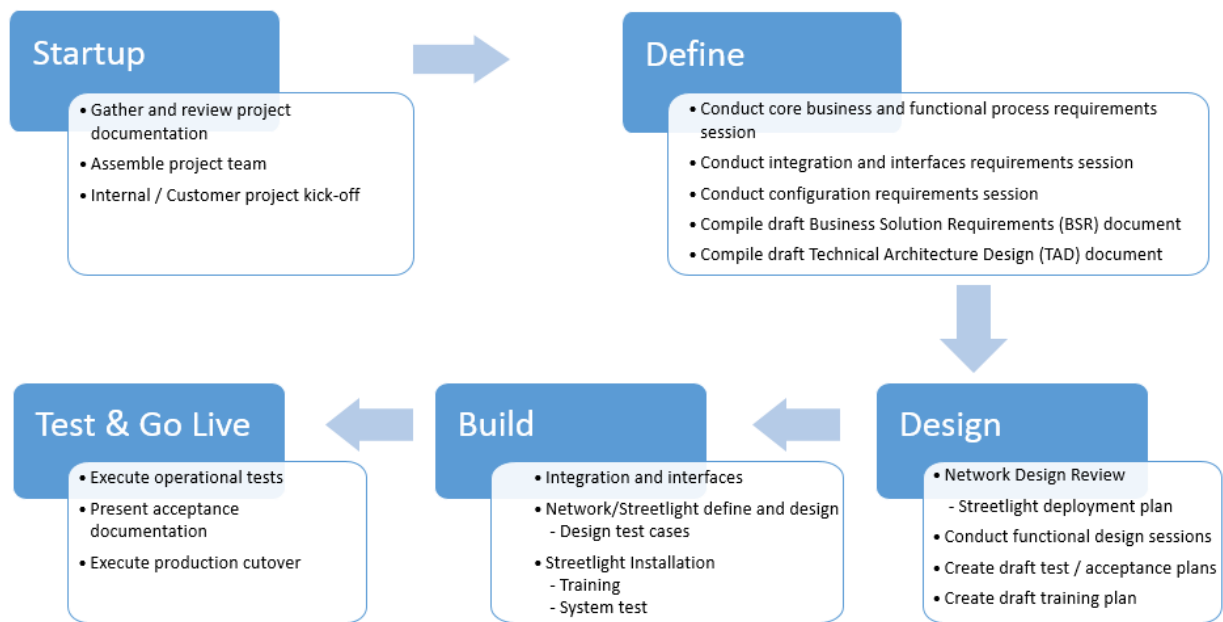 Startup
• Gather and review project
documentation
• Assemble project team
• Internal / Customer project kick-off
Define
• Conduct core business and functional process requirements
session
• Conduct integration and interfaces requirements session
• Conduct configuration requirements session
• Compile draft Business Solution Requirements (BSR) document
• Compile draft Technical Architecture Design (TAD) document
Design
• Network Design Review
- Streetlight deployment plan
• Conduct functional design sessions
• Create draft test / acceptance plans
• Create draft training plan
Build
• Integration and interfaces
• Network/Streetlight define and design
- Design test cases
• Streetlight Installation
- Training
- System test
Test & Go Live
• Execute operational tests
• Present acceptance
documentation
• Execute production cutover